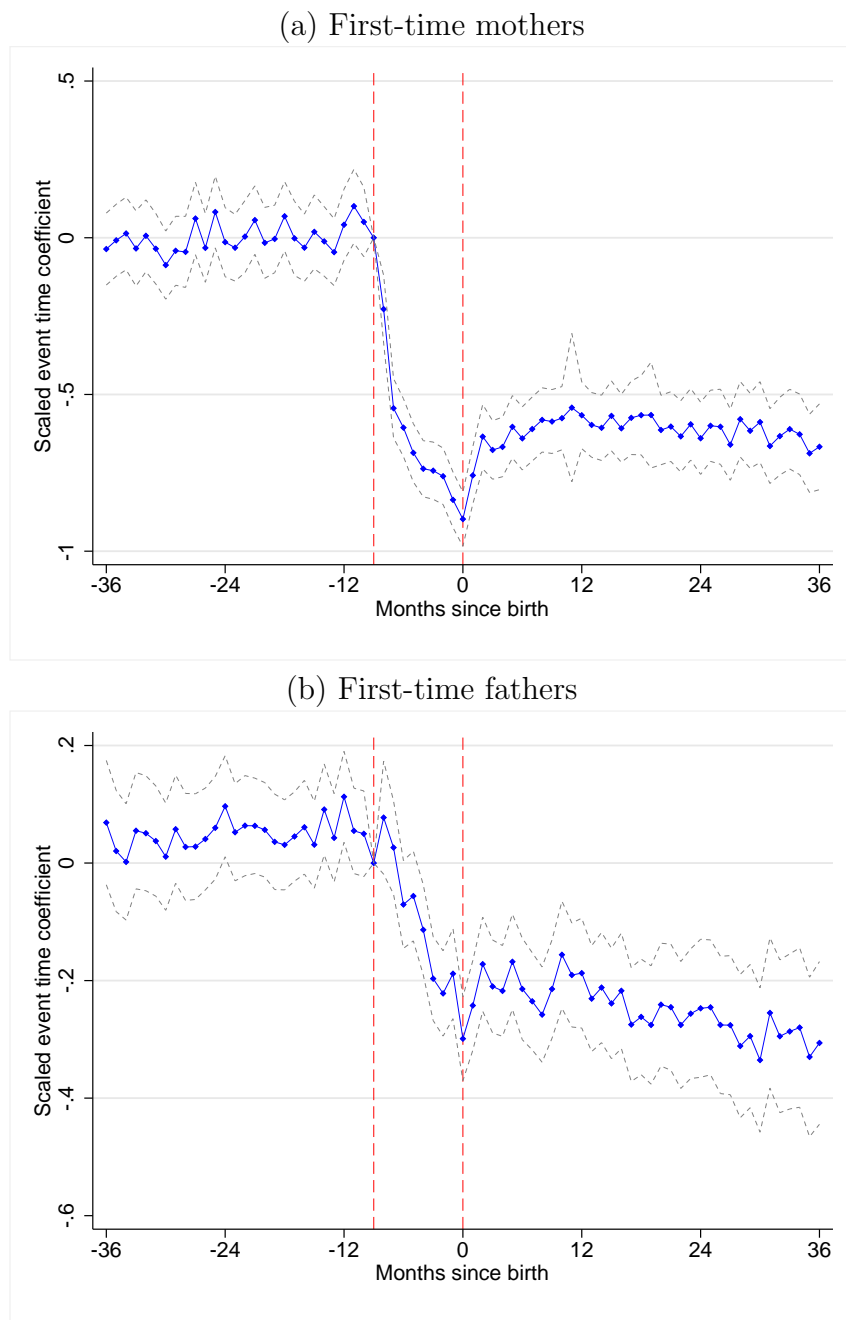 (a) First-time mothers
.5
0
-.5
-1
Scaled event time coefficient
-36 -24 -12 0 12 24 36
Months since birth
(b) First-time fathers
.2
0
-.2
-.4
-.6
Scaled event time coefficient
-36 -24 -12 0 12 24 36
Months since birth